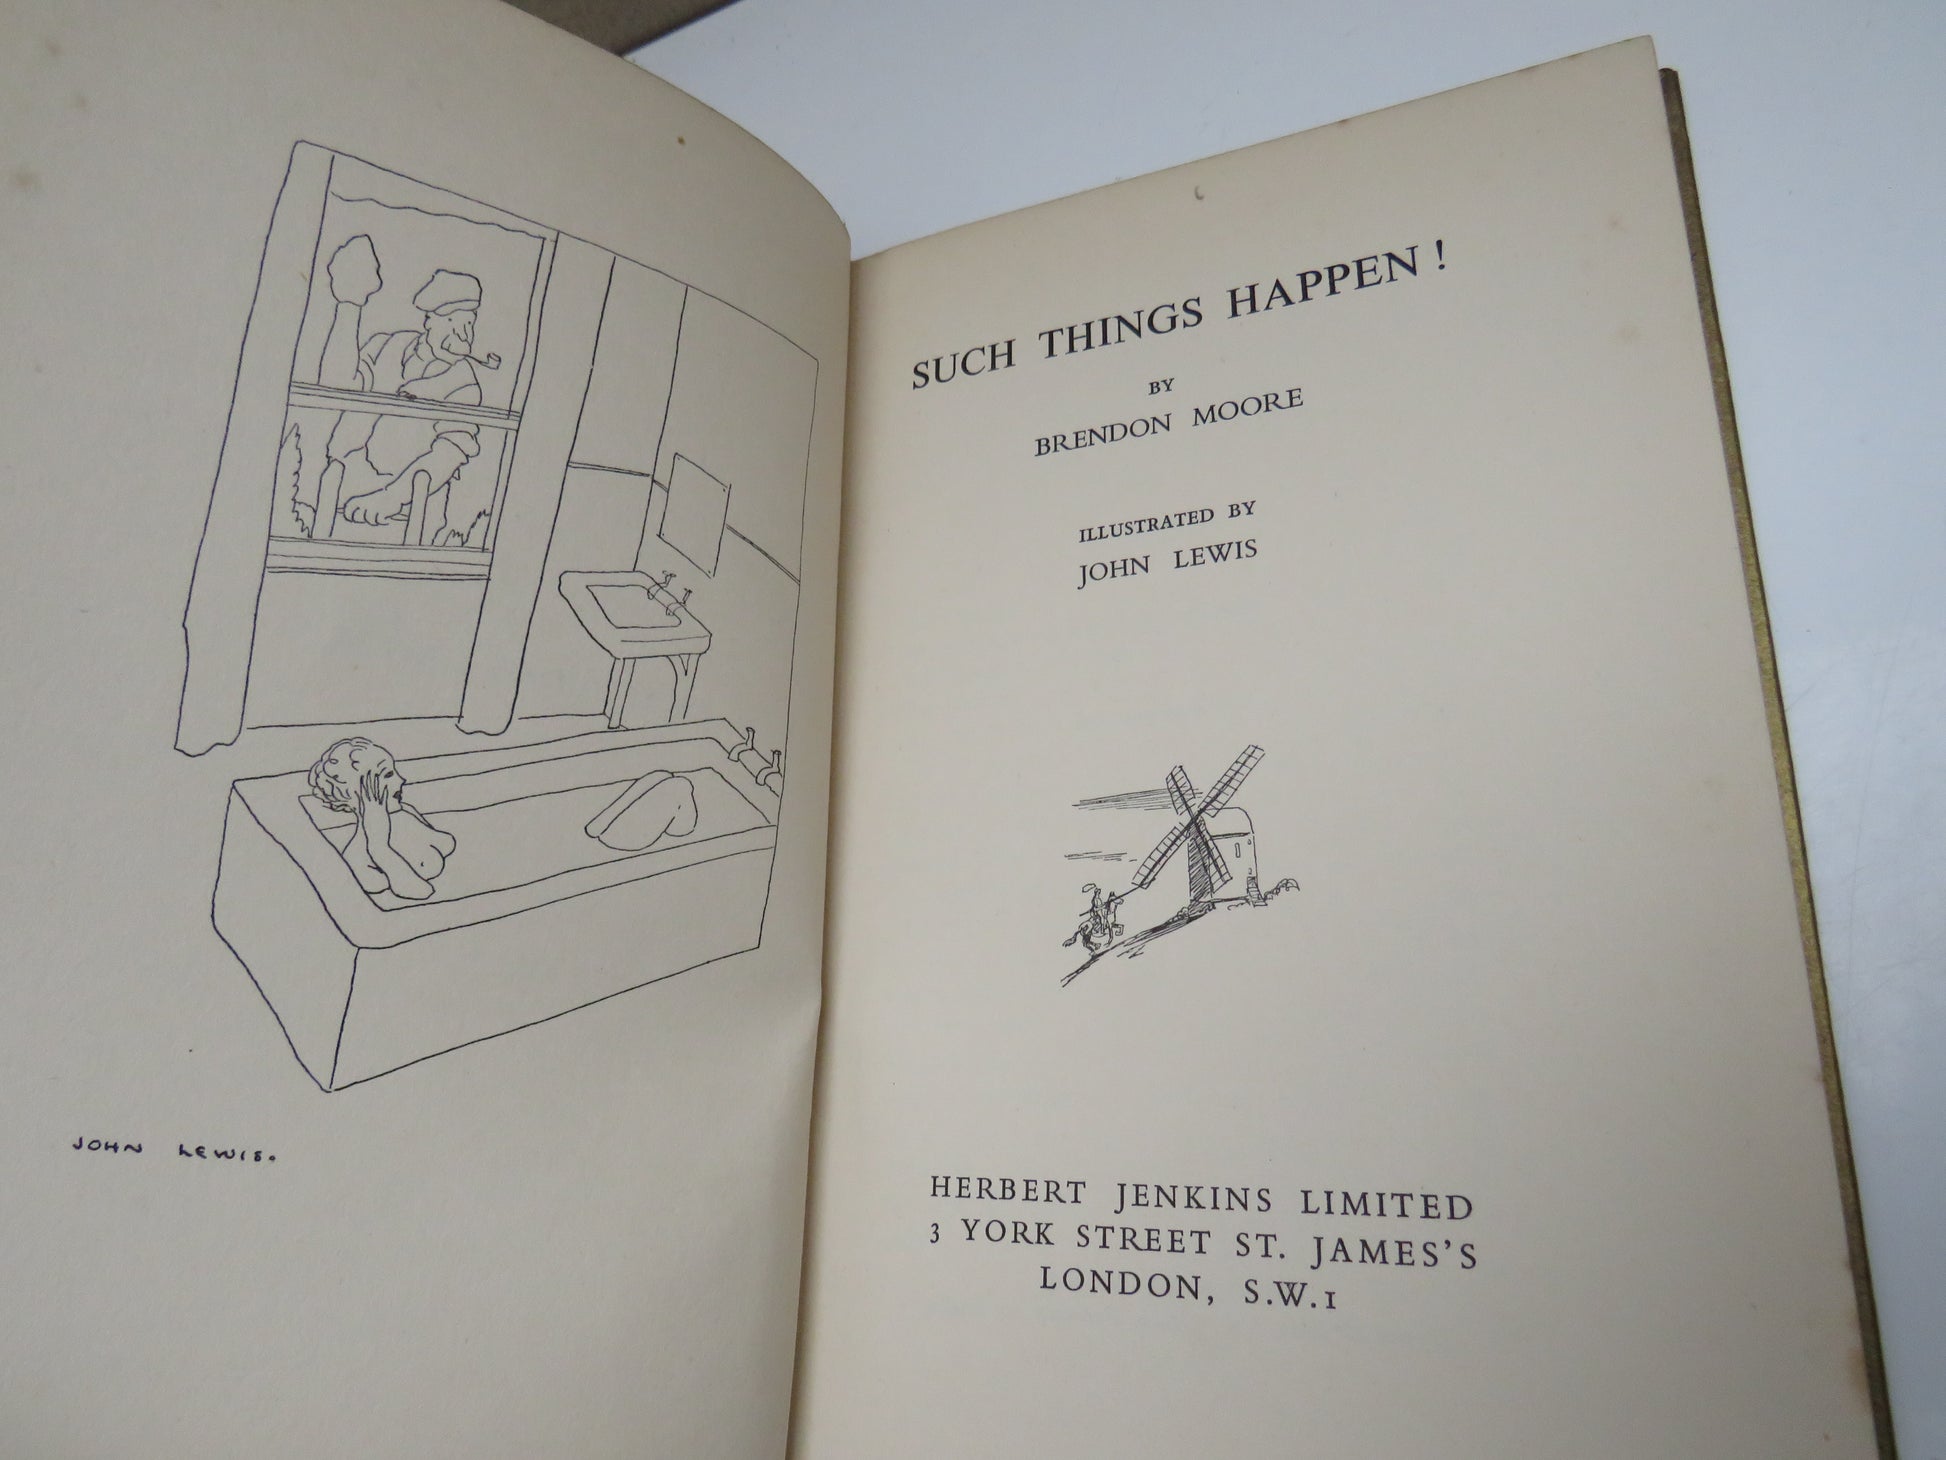 JOHN LEWIS.
SUCH THINGS HAPPEN!
BY
BRENDON MOORE
ILLUSTRATED BY
JOHN LEWIS
HERBERT JENKINS LIMITED
3 YORK STREET ST. JAMES'S
LONDON, S.W.1